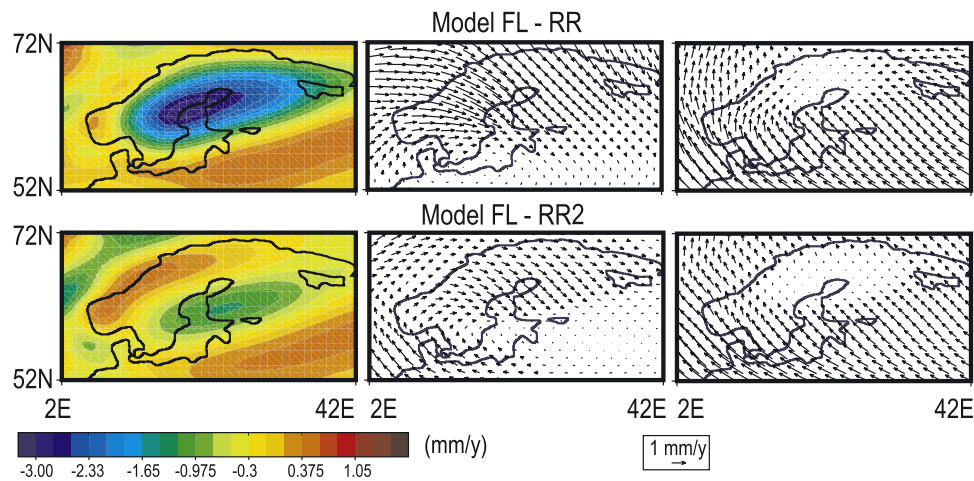 Model FL - RR
72N
52N
Model FL - RR2
72N
52N
2E 42E 2E 42E 2E 42E
(mm/y)
1 mm/y
-3.00 -2.33 -1.65 -0.975 -0.3 0.375 1.05